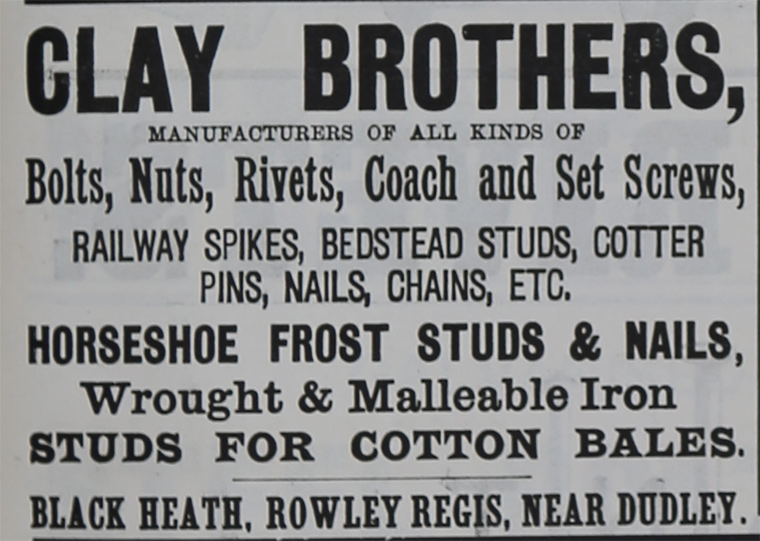 CLAY BROTHERS,
MANUFACTURERS OF ALL KINDS OF
Bolts, Nuts, Rivets, Coach and Set Screws,
RAILWAY SPIKES, BEDSTEAD STUDS, COTTER
PINS, NAILS, CHAINS, ETC.
HORSESHOE FROST STUDS & NAILS,
Wrought & Malleable Iron
STUDS FOR COTTON BALES.
BLACK HEATH, ROWLEY REGIS, NEAR DUDLEY.